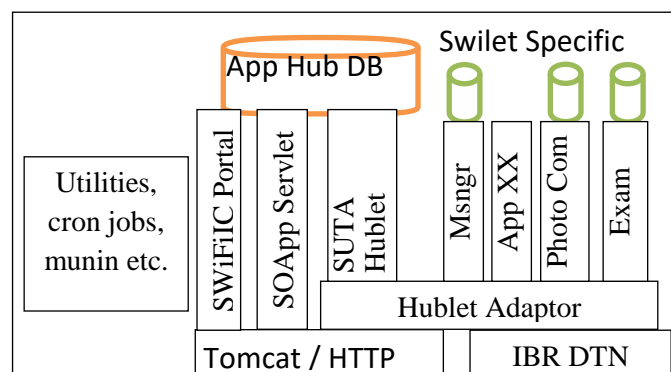 Swilet Specific
App Hub DB
Utilities,
cron jobs,
munin etc.
SWiFiIC Portal
SOApp Servlet
SUTA
Hublet
Msngr
App XX
Photo Com
Exam
Hublet Adaptor
Tomcat / HTTP
IBR DTN